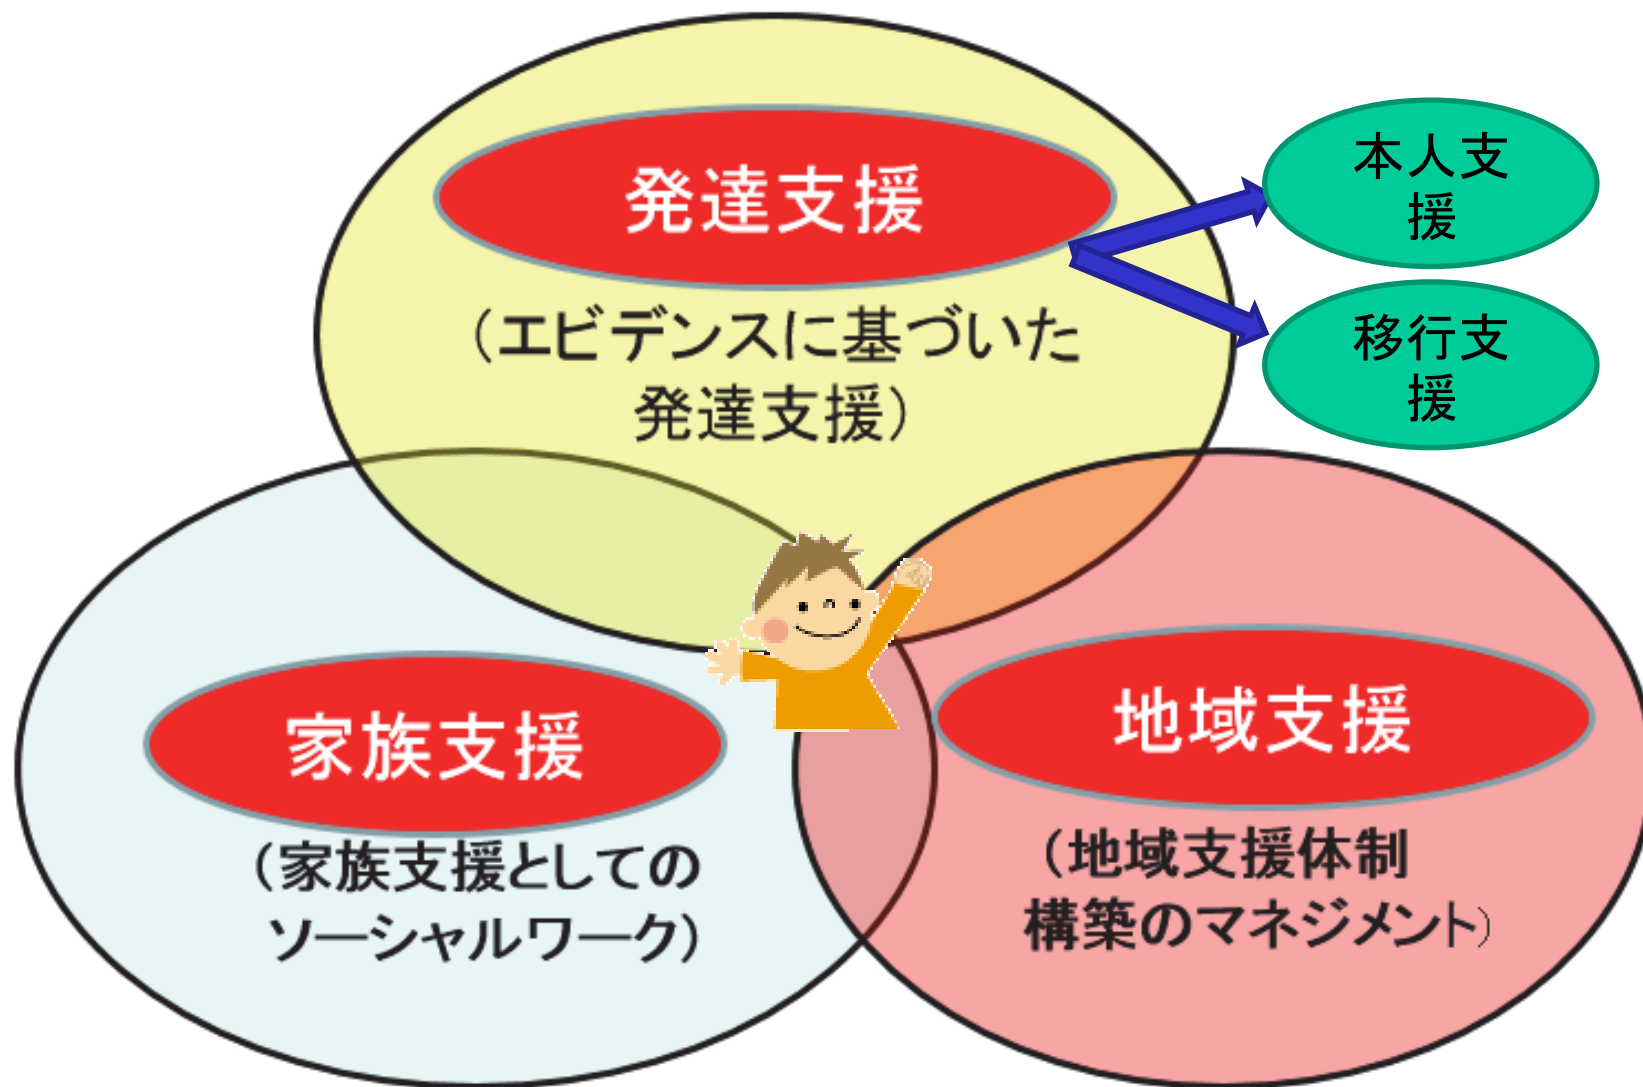 発達支援
(エビデンスに基づいた
発達支援)
本人支
援
移行支
援
家族支援
(家族支援としての
ソーシャルワーク)
地域支援
(地域支援体制
構築のマネジメント)